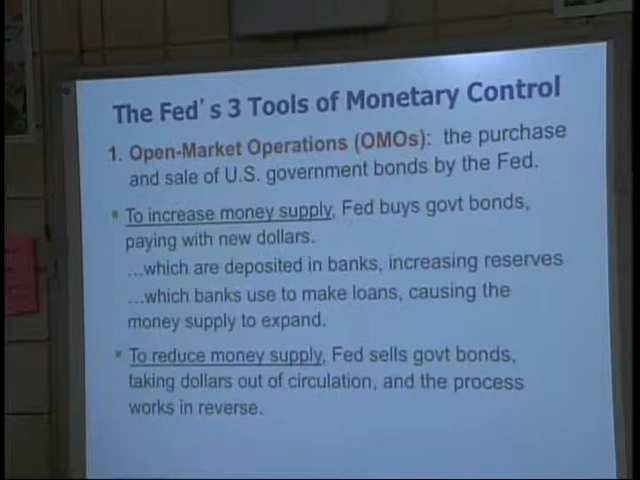 The Fed's 3 Tools of Monetary Control
1. Open-Market Operations (OMOs): the purchase
and sale of U.S. government bonds by the Fed.
▪ To increase money supply, Fed buys govt bonds,
paying with new dollars.
...which are deposited in banks, increasing reserves
...which banks use to make loans, causing the
money supply to expand.
▪ To reduce money supply, Fed sells govt bonds,
taking dollars out of circulation, and the process
works in reverse.